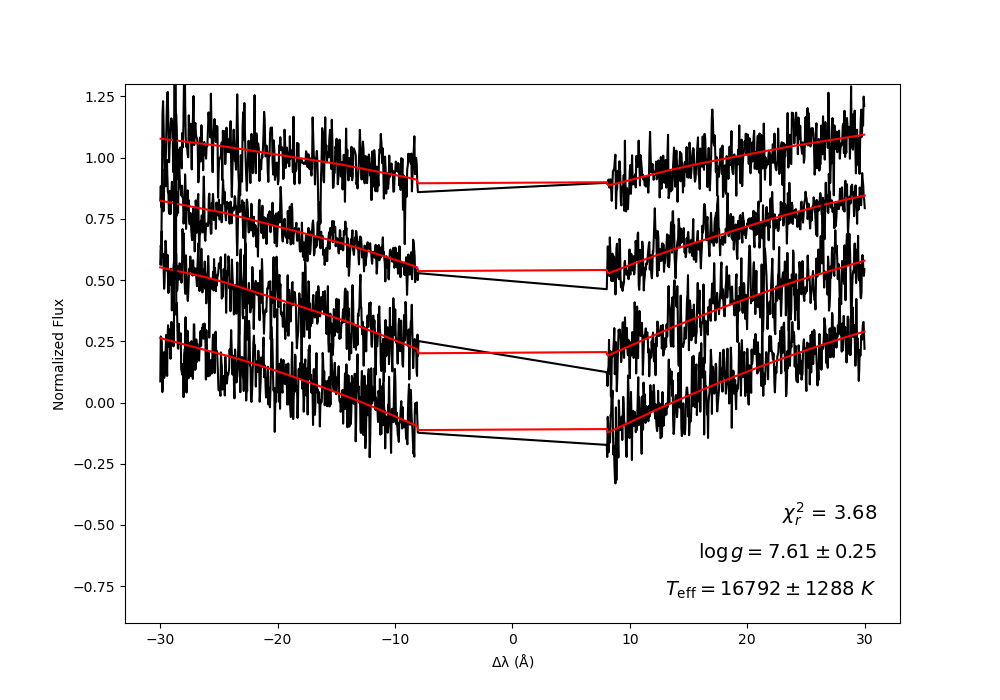 1.25
1.00
0.75
0.50
0.25
0.00
−0.25
−0.50
−0.75
Normalized Flux
χ²ᵣ = 3.68
log g = 7.61 ± 0.25
T_eff = 16792 ± 1288 K
−30 −20 −10 0 10 20 30
Δλ (Å)